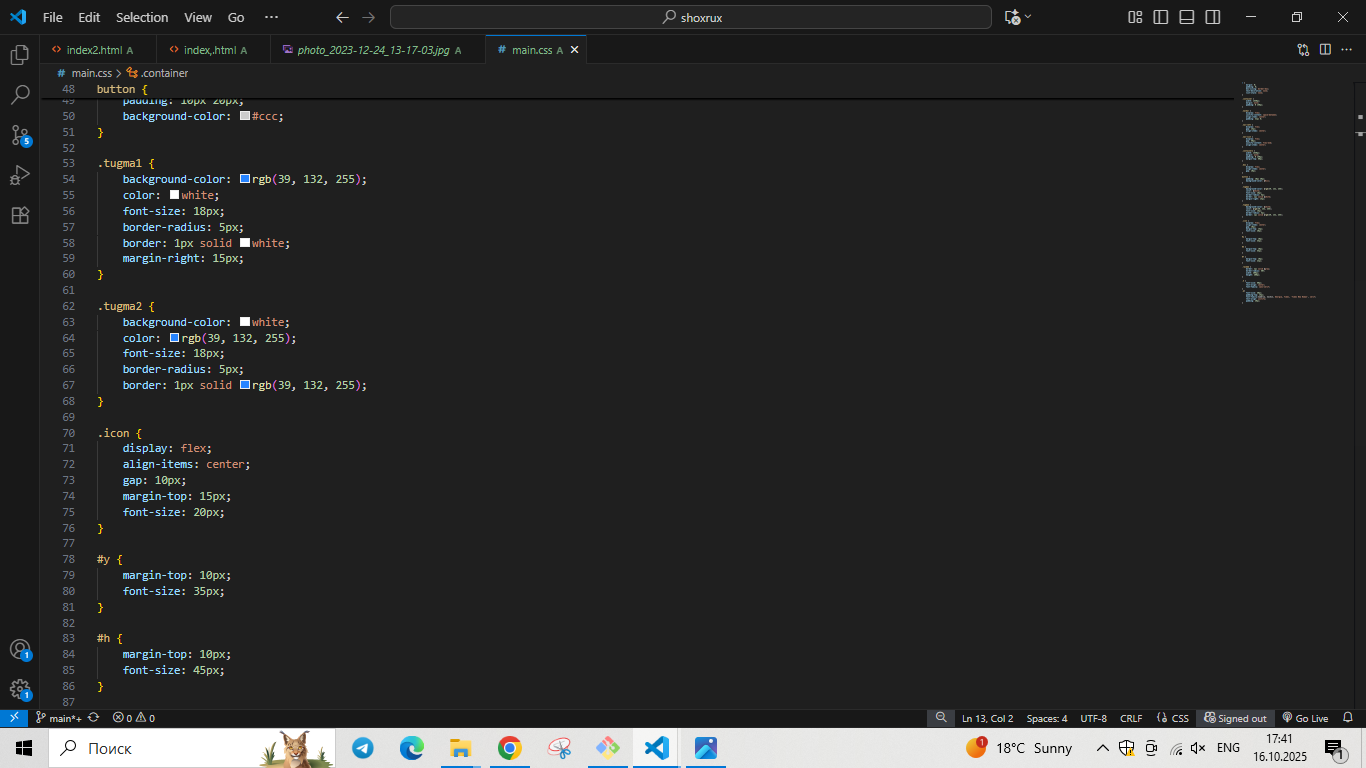 File Edit Selection View Go ···
shoxrux
index2.html A
index,.html A
photo_2023-12-24_13-17-03.jpg A
# main.css A
# main.css > .container
48 button {
49 padding: 10px 20px;
50 background-color: #ccc;
51 }
52
53 .tugma1 {
54 background-color: rgb(39, 132, 255);
55 color: white;
56 font-size: 18px;
57 border-radius: 5px;
58 border: 1px solid white;
59 margin-right: 15px;
60 }
61
62 .tugma2 {
63 background-color: white;
64 color: rgb(39, 132, 255);
65 font-size: 18px;
66 border-radius: 5px;
67 border: 1px solid rgb(39, 132, 255);
68 }
69
70 .icon {
71 display: flex;
72 align-items: center;
73 gap: 10px;
74 margin-top: 15px;
75 font-size: 20px;
76 }
77
78 #y {
79 margin-top: 10px;
80 font-size: 35px;
81 }
82
83 #h {
84 margin-top: 10px;
85 font-size: 45px;
86 }
87
5
1
1
main*+ 0 0 Ln 13, Col 2 Spaces: 4 UTF-8 CRLF {} CSS Signed out Go Live
Поиск 1 18°C Sunny ENG 17:41
16.10.2025 1